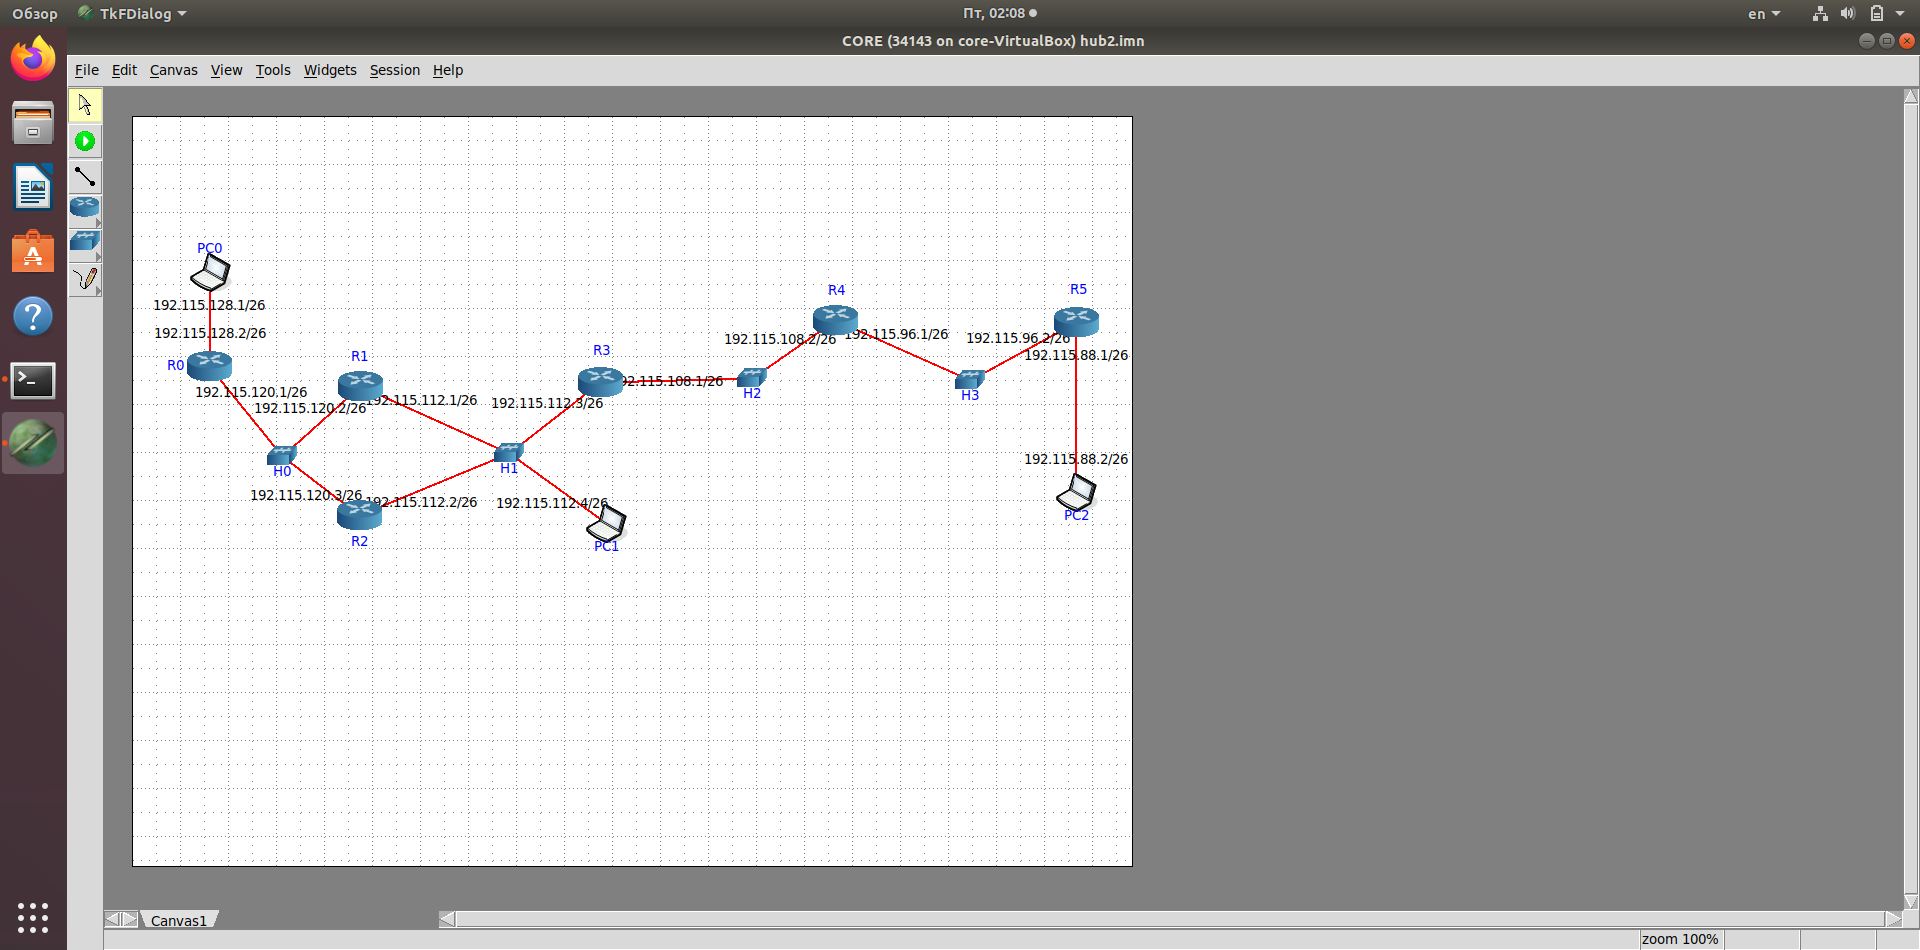 Обзор TkFDialog Пт, 02:08 en
CORE (34143 on core-VirtualBox) hub2.imn
File Edit Canvas View Tools Widgets Session Help
PC0
192.115.128.1/26
192.115.128.2/26
R0
192.115.120.1/26
R1
192.115.120.2/26
92.115.112.1/26
H0
192.115.120.3/26
92.115.112.2/26
R2
H1
192.115.112.3/26
R3
92.115.108.1/26
192.115.112.4/26
PC1
H2
192.115.108.2/26
R4
92.115.96.1/26
H3
192.115.96.2/26
R5
192.115.88.1/26
192.115.88.2/26
PC2
Canvas1
zoom 100%